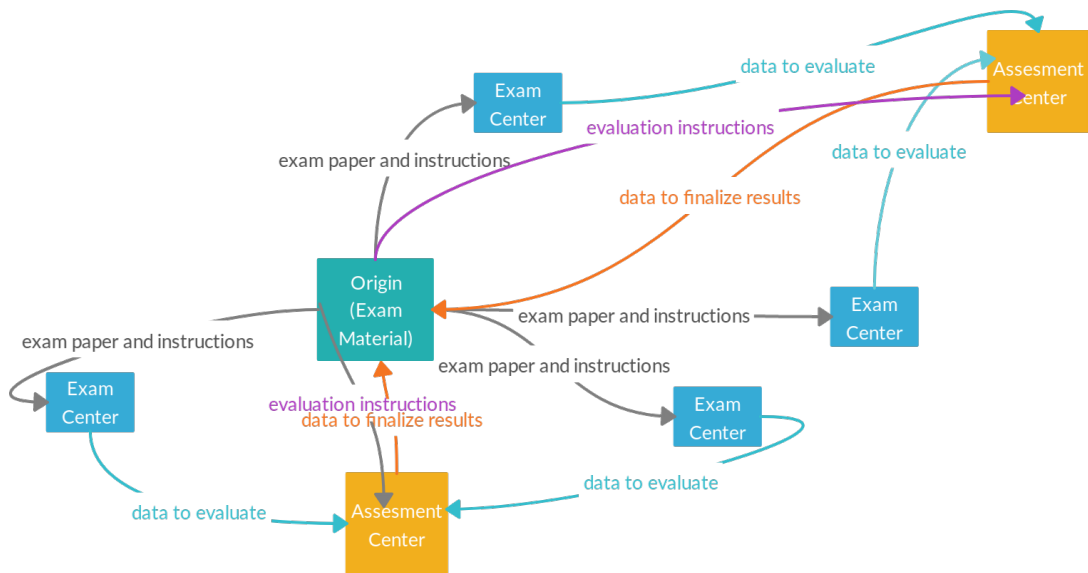 data to evaluate
Assesment
Center
Exam
Center
evaluation instructions
exam paper and instructions
data to evaluate
data to finalize results
Origin
(Exam
Material)
exam paper and instructions
Exam
Center
exam paper and instructions
exam paper and instructions
Exam
Center
Exam
Center
evaluation instructions
data to finalize results
data to evaluate
data to evaluate
Assesment
Center